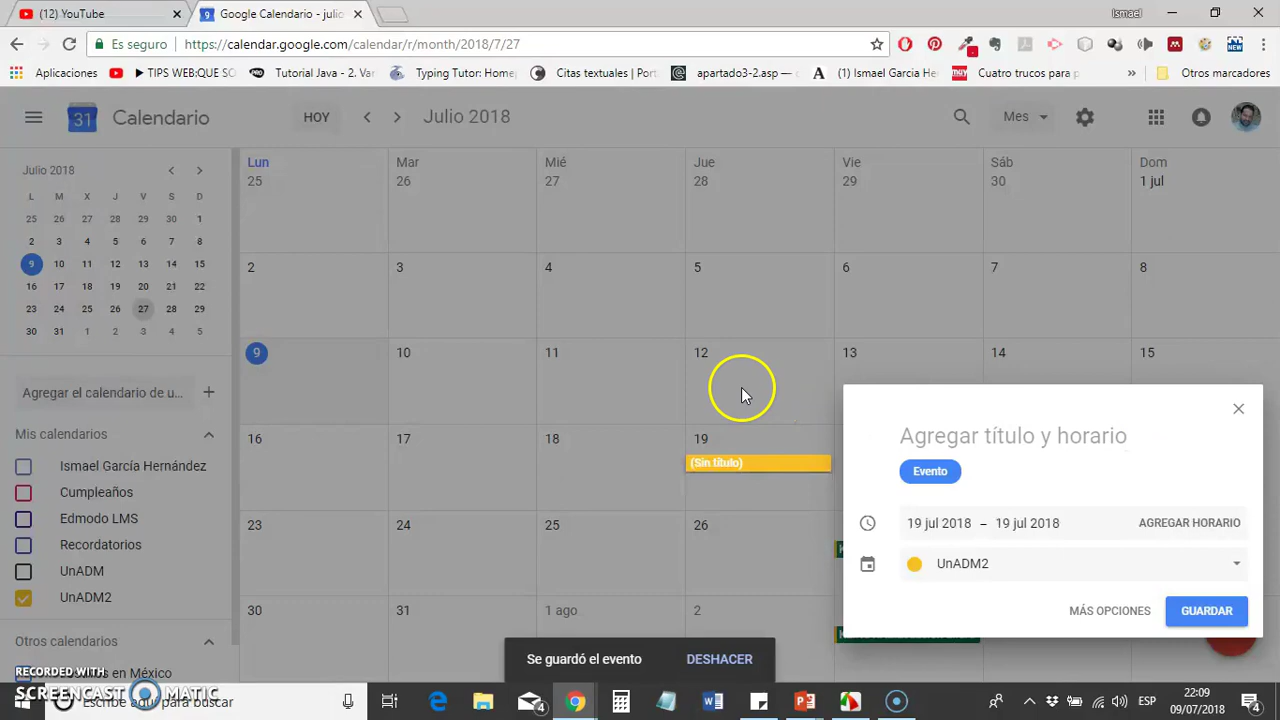 (12) YouTube
Google Calendario - julio
Ismael
Es seguro
https://calendar.google.com/calendar/r/month/2018/7/27
Aplicaciones
► TIPS WEB:QUE SO
Tutorial Java - 2. Var
Typing Tutor: Home
Citas textuales | Port
apartado3-2.asp —
(1) Ismael Garcia He
Cuatro trucos para p
»
Otros marcadores
31
Calendario
HOY
Julio 2018
Mes
Julio 2018
L M X J V S D
25 26 27 28 29 30 1
2 3 4 5 6 7 8
9 10 11 12 13 14 15
16 17 18 19 20 21 22
23 24 25 26 27 28 29
30 31 1 2 3 4 5
Agregar el calendario de u...
Mis calendarios
Ismael García Hernández
Cumpleaños
Edmodo LMS
Recordatorios
UnADM
UnADM2
Otros calendarios
en México
Lun Mar Mié Jue Vie Sáb Dom
25 26 27 28 29 30 1 jul
2 3 4 5 6 7 8
9 10 11 12 13 14 15
16 17 18 19
(Sin título)
23 24 25 26
30 31 1 ago 2
Agregar título y horario
Evento
19 jul 2018 – 19 jul 2018
AGREGAR HORARIO
UnADM2
MÁS OPCIONES
GUARDAR
Se guardó el evento
DESHACER
RECORDED WITH
SCREENCAST MATIC
Escribe aquí para buscar
4
ESP
22:09
09/07/2018
4